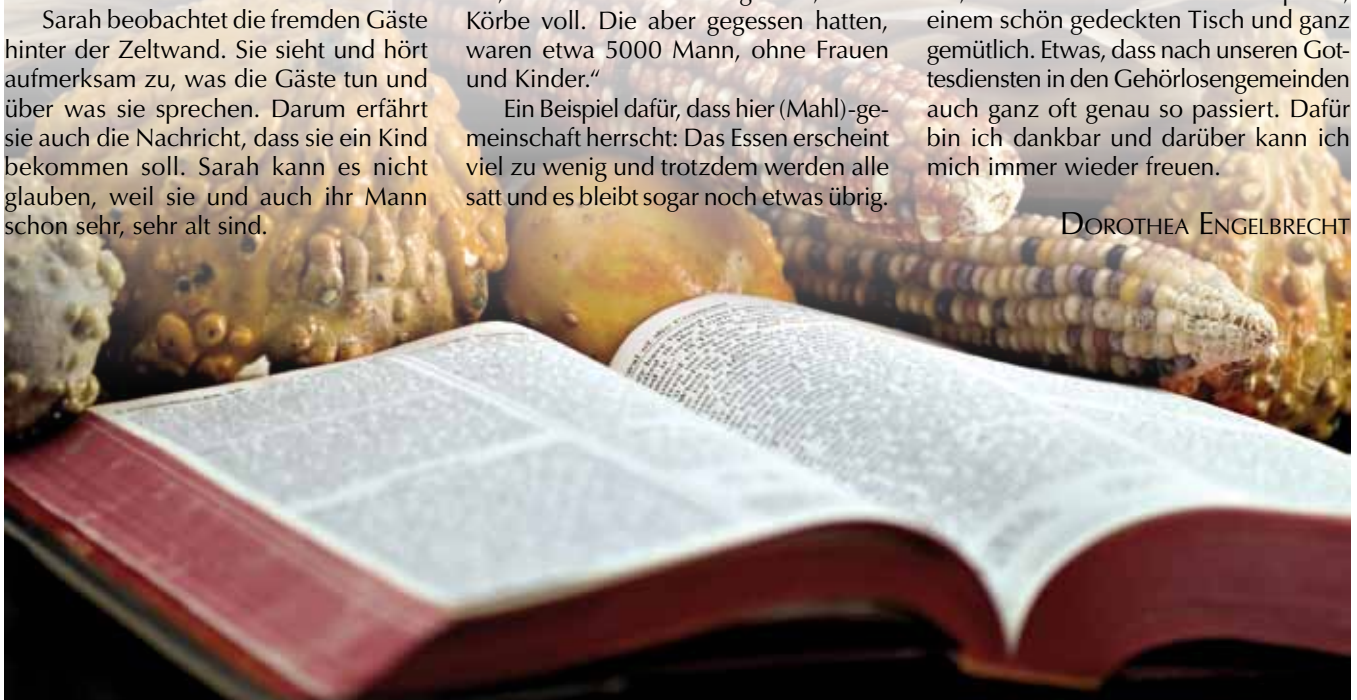 Sarah beobachtet die fremden Gäste
hinter der Zeltwand. Sie sieht und hört
aufmerksam zu, was die Gäste tun und
über was sie sprechen. Darum erfährt
sie auch die Nachricht, dass sie ein Kind
bekommen soll. Sarah kann es nicht
glauben, weil sie und auch ihr Mann
schon sehr, sehr alt sind.
Körbe voll. Die aber gegessen hatten,
waren etwa 5000 Mann, ohne Frauen
und Kinder.“
Ein Beispiel dafür, dass hier (Mahl)-ge-
meinschaft herrscht: Das Essen erscheint
viel zu wenig und trotzdem werden alle
satt und es bleibt sogar noch etwas übrig.
einem schön gedeckten Tisch und ganz
gemütlich. Etwas, dass nach unseren Got-
tesdiensten in den Gehörlosengemeinden
auch ganz oft genau so passiert. Dafür
bin ich dankbar und darüber kann ich
mich immer wieder freuen.
DOROTHEA ENGELBRECHT